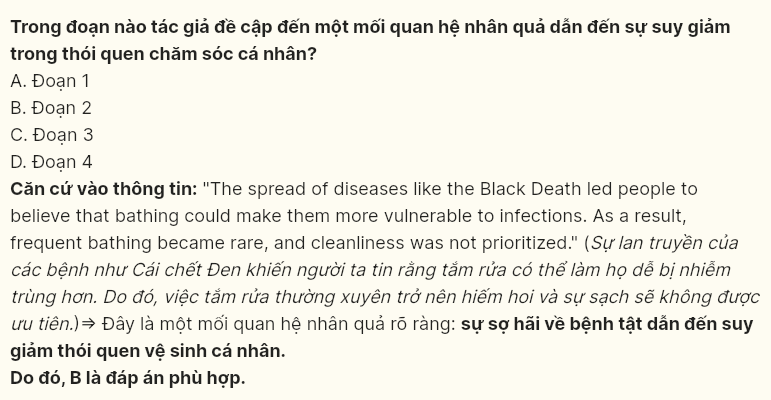 Trong đoạn nào tác giả đề cập đến một mối quan hệ nhân quả dẫn đến sự suy giảm
trong thói quen chăm sóc cá nhân?
A. Đoạn 1
B. Đoạn 2
C. Đoạn 3
D. Đoạn 4
Căn cứ vào thông tin: "The spread of diseases like the Black Death led people to
believe that bathing could make them more vulnerable to infections. As a result,
frequent bathing became rare, and cleanliness was not prioritized." (Sự lan truyền của
các bệnh như Cái chết Đen khiến người ta tin rằng tắm rửa có thể làm họ dễ bị nhiễm
trùng hơn. Do đó, việc tắm rửa thường xuyên trở nên hiếm hoi và sự sạch sẽ không được
ưu tiên.)⇒ Đây là một mối quan hệ nhân quả rõ ràng: sự sợ hãi về bệnh tật dẫn đến suy
giảm thói quen vệ sinh cá nhân.
Do đó, B là đáp án phù hợp.